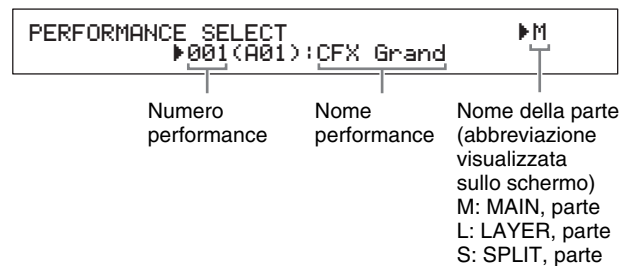 PERFORMANCE SELECT ▶M
▶001(A01):CFX Grand
Numero
performance
Nome
performance
Nome della parte
(abbreviazione
visualizzata
sullo schermo)
M: MAIN, parte
L: LAYER, parte
S: SPLIT, parte